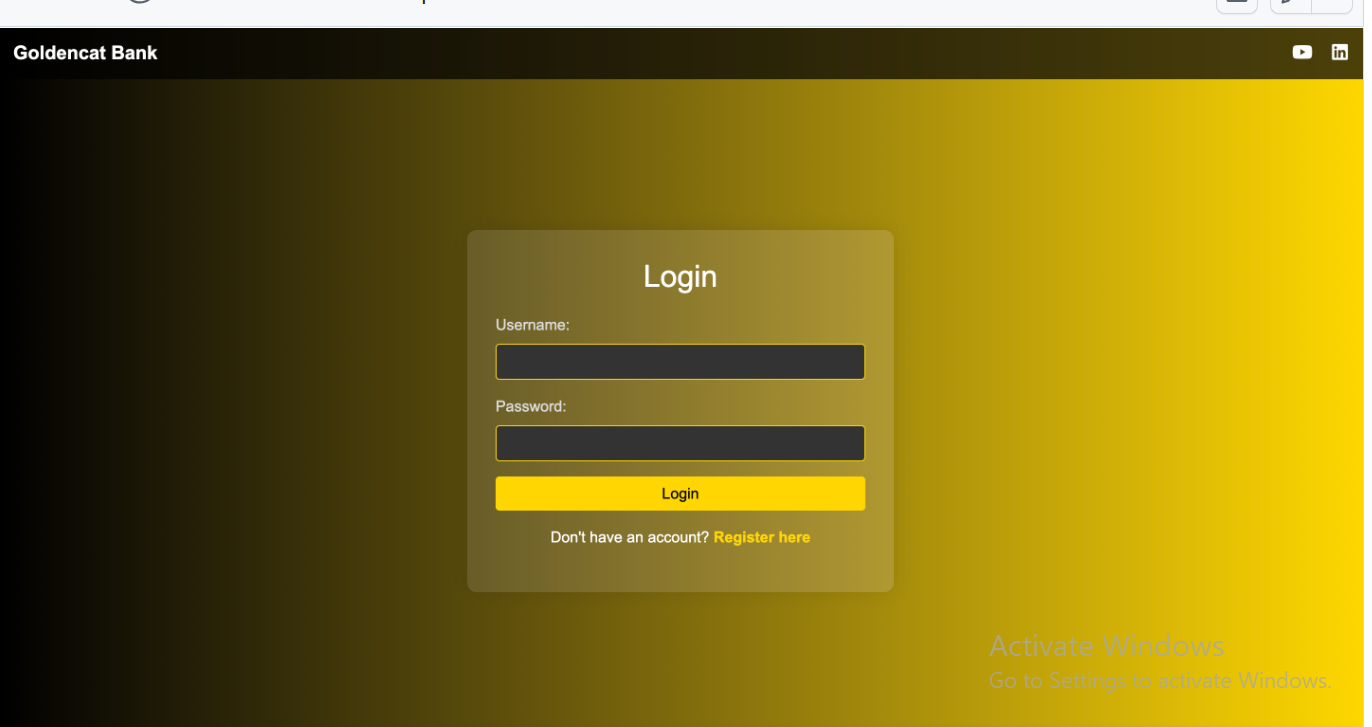 Goldencat Bank
Login
Username:
Password:
Login
Don't have an account? Register here
Activate Windows
Go to Settings to activate Windows.